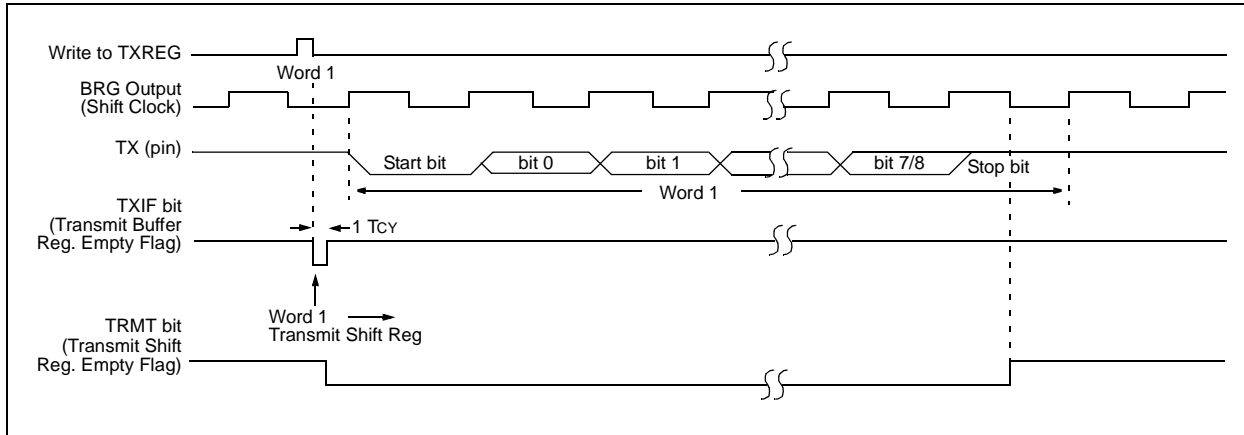 Write to TXREG
Word 1
BRG Output
(Shift Clock)
TX (pin)
Start bit
bit 0
bit 1
bit 7/8
Stop bit
Word 1
TXIF bit
(Transmit Buffer
Reg. Empty Flag)
1 TCY
Word 1
Transmit Shift Reg
TRMT bit
(Transmit Shift
Reg. Empty Flag)